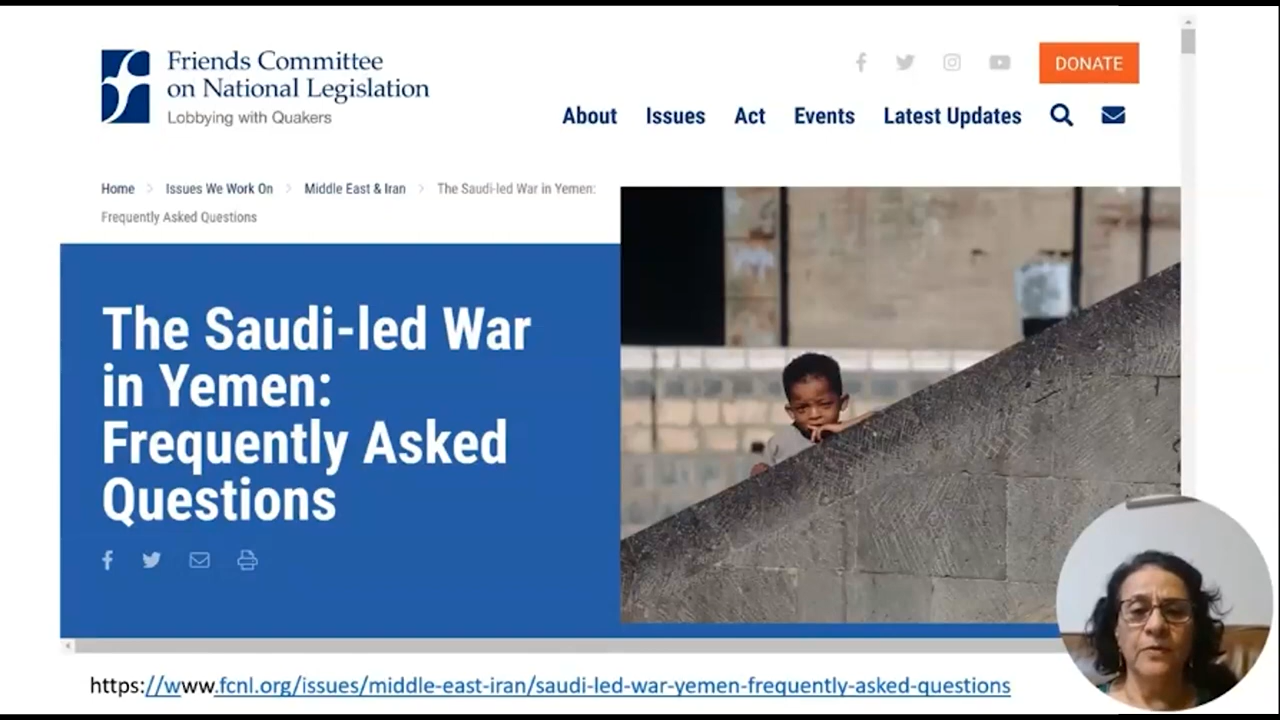 Friends Committee
on National Legislation
Lobbying with Quakers
DONATE
About Issues Act Events Latest Updates
Home > Issues We Work On > Middle East & Iran > The Saudi-led War in Yemen:
Frequently Asked Questions
The Saudi-led War
in Yemen:
Frequently Asked
Questions
https://www.fcnl.org/issues/middle-east-iran/saudi-led-war-yemen-frequently-asked-questions